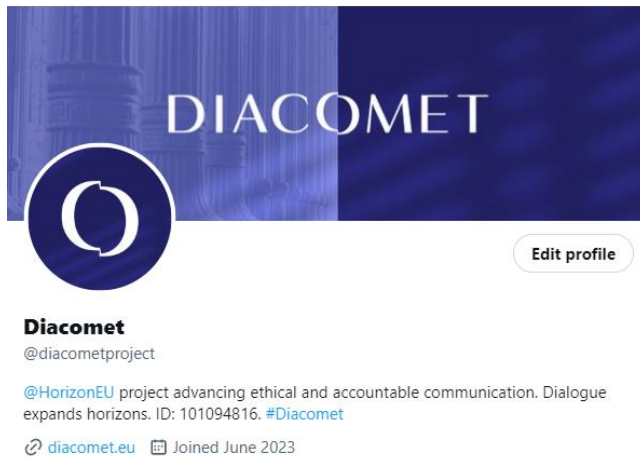 DIACOMET
Edit profile
Diacomet
@diacometproject
@HorizonEU project advancing ethical and accountable communication. Dialogue
expands horizons. ID: 101094816. #Diacomet
diacomet.eu Joined June 2023